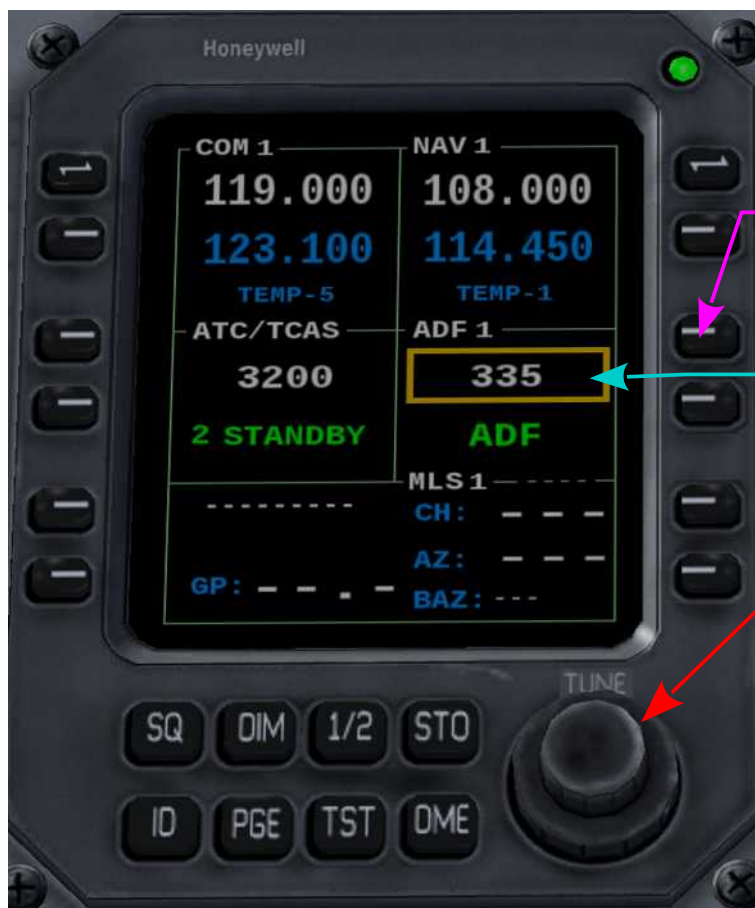 Honeywell
COM 1 NAV 1
119.000 108.000
123.100 114.450
TEMP-5 TEMP-1
ATC/TCAS ADF 1
3200 335
2 STANDBY ADF
MLS 1 -----
--------- CH: – – –
AZ: – – –
GP: – – . – BAZ: ---
TUNE
SQ DIM 1/2 STO
ID PGE TST DME